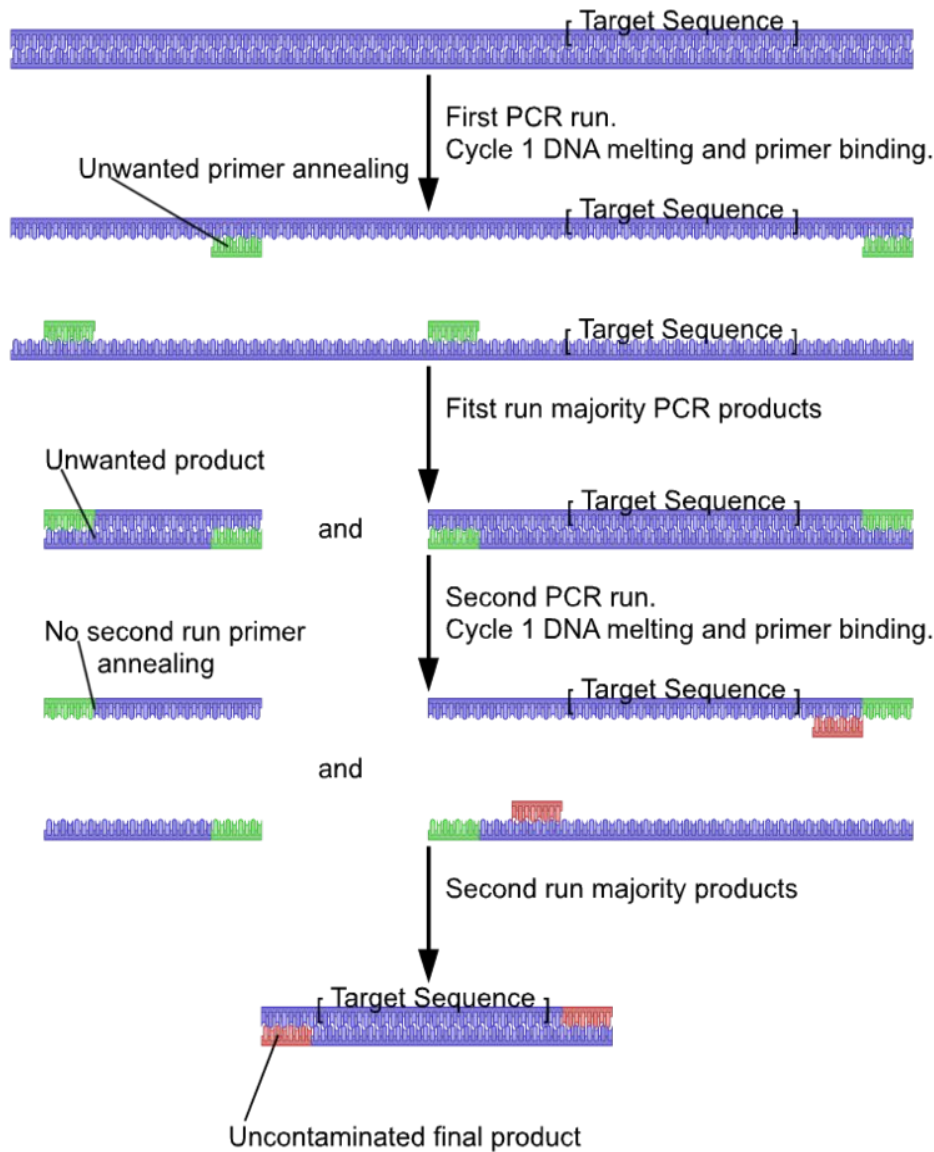 [ Target Sequence ]
First PCR run.
Cycle 1 DNA melting and primer binding.
Unwanted primer annealing
[ Target Sequence ]
[ Target Sequence ]
Fitst run majority PCR products
Unwanted product
[ Target Sequence ]
and
Second PCR run.
Cycle 1 DNA melting and primer binding.
No second run primer
annealing
[ Target Sequence ]
and
Second run majority products
[ Target Sequence ]
Uncontaminated final product